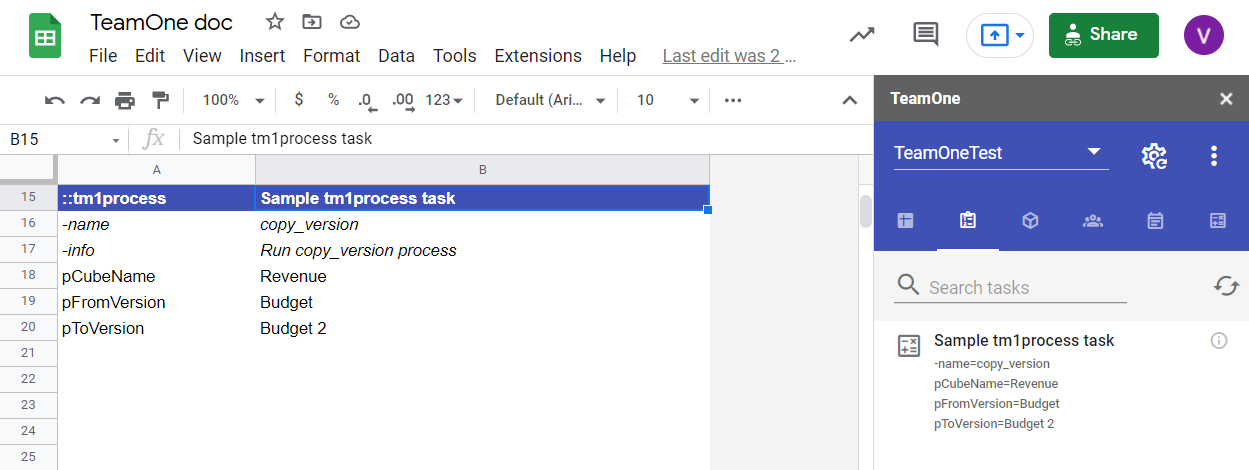 TeamOne doc
File Edit View Insert Format Data Tools Extensions Help Last edit was 2 ...
Share
V
100% $ % .0 .00 123 Default (Ari... 10
B15 fx Sample tm1process task
A B
15 ::tm1process Sample tm1process task
16 -name copy_version
17 -info Run copy_version process
18 pCubeName Revenue
19 pFromVersion Budget
20 pToVersion Budget 2
21
22
23
24
25
TeamOne
TeamOneTest
Search tasks
Sample tm1process task
-name=copy_version
pCubeName=Revenue
pFromVersion=Budget
pToVersion=Budget 2